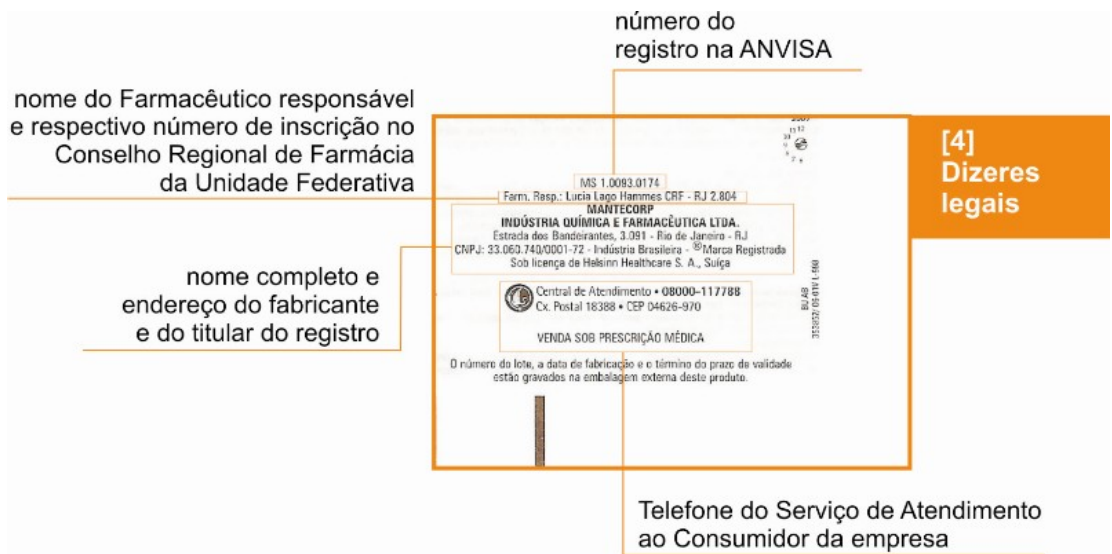 número do
registro na ANVISA
nome do Farmacêutico responsável
e respectivo número de inscrição no
Conselho Regional de Farmácia
da Unidade Federativa
[4]
Dizeres
legais
MS 1.0093.0174
Farm. Resp.: Lucia Lago Hammes CRF - RJ 2.804
MANTECORP
INDÚSTRIA QUÍMICA E FARMACÊUTICA LTDA.
Estrada dos Bandeirantes, 3.091 - Rio de Janeiro - RJ
CNPJ: 33.060.740/0001-72 - Indústria Brasileira - ®Marca Registrada
Sob licença de Helsinn Healthcare S. A., Suíça
nome completo e
endereço do fabricante
e do titular do registro
Central de Atendimento • 08000-117788
Cx. Postal 18388 • CEP 04626-970
VENDA SOB PRESCRIÇÃO MÉDICA
BU AB
O número do lote, a data de fabricação e o término do prazo de validade
estão gravados na embalagem externa deste produto.
Telefone do Serviço de Atendimento
ao Consumidor da empresa